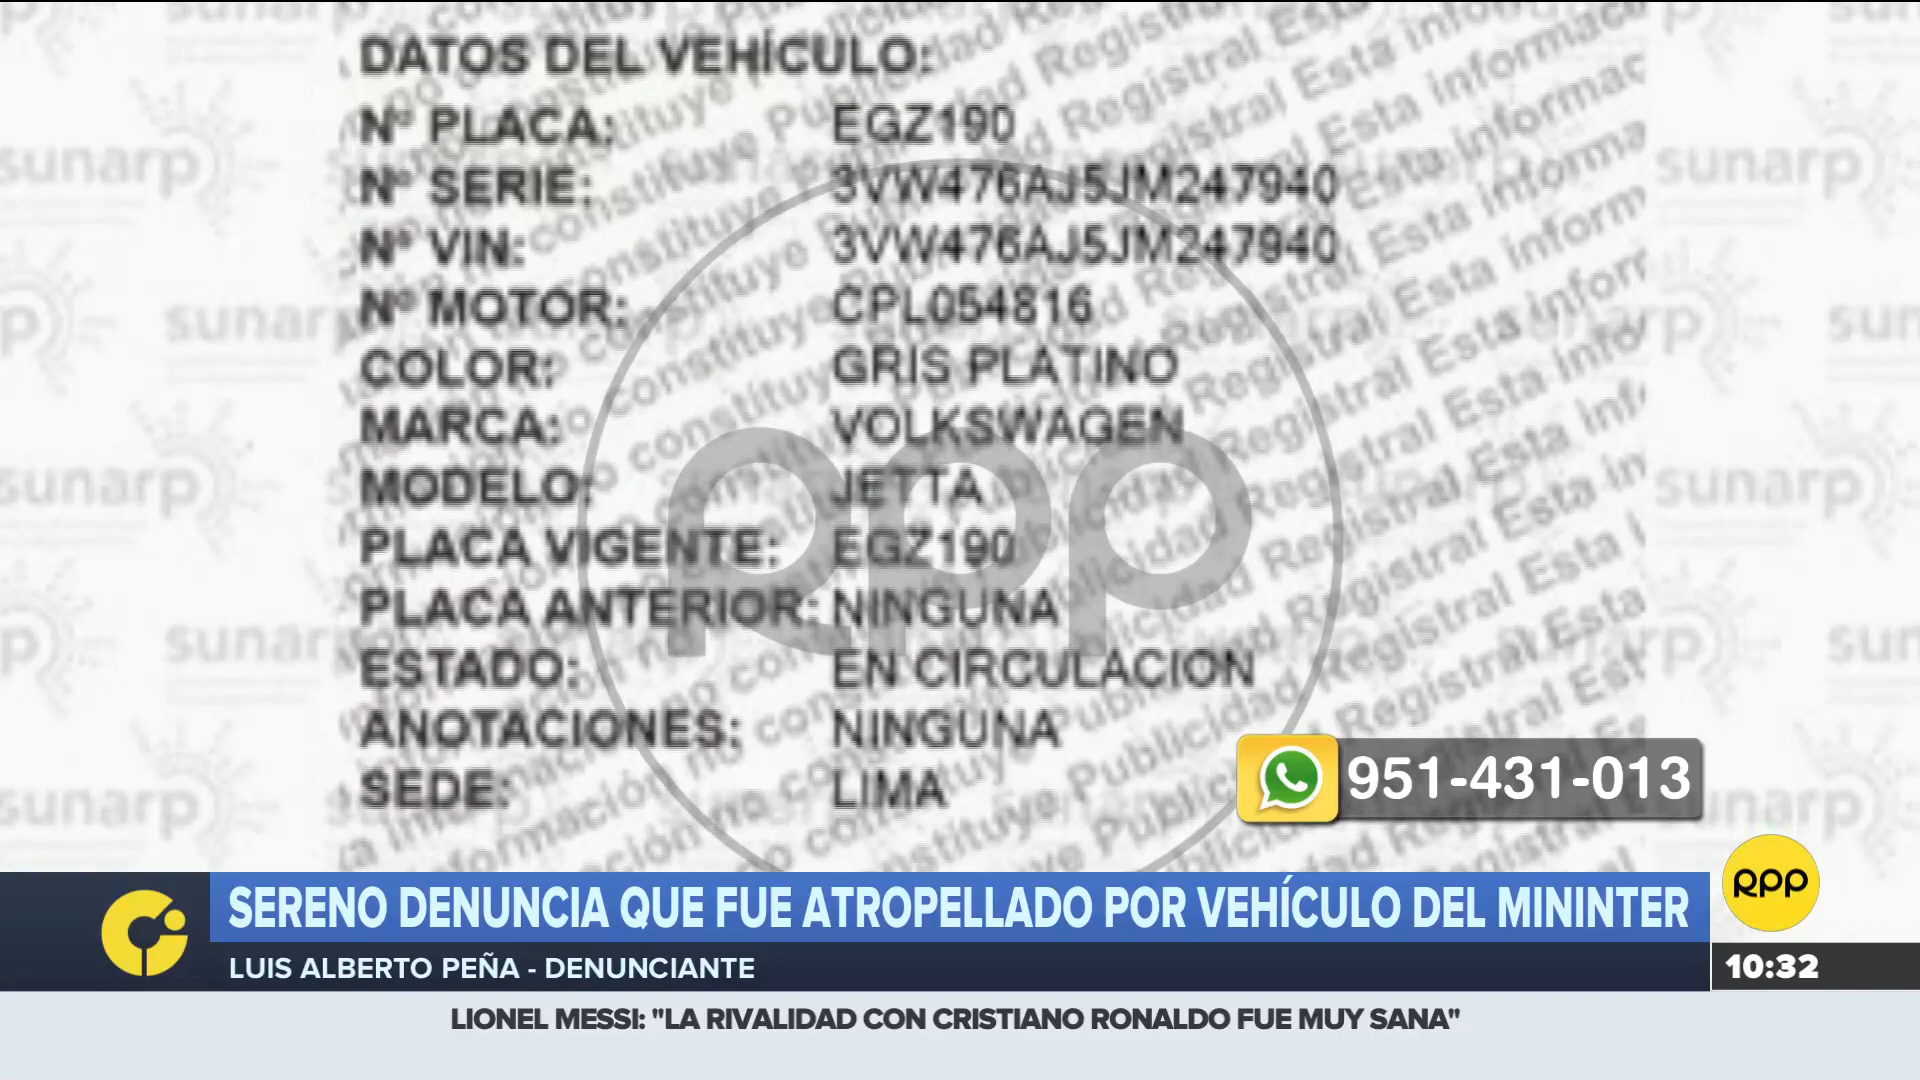 DATOS DEL VEHÍCULO:
Nº PLACA: EGZ190
Nº SERIE: 3VW476AJ5JM247940
Nº VIN: 3VW476AJ5JM247940
Nº MOTOR: CPL054816
COLOR: GRIS PLATINO
MARCA: VOLKSWAGEN
MODELO: JETTA
PLACA VIGENTE: EGZ190
PLACA ANTERIOR: NINGUNA
ESTADO: EN CIRCULACION
ANOTACIONES: NINGUNA
SEDE: LIMA
sunarp
rpp
951-431-013
SERENO DENUNCIA QUE FUE ATROPELLADO POR VEHÍCULO DEL MININTER
rpp
LUIS ALBERTO PEÑA - DENUNCIANTE
10:32
LIONEL MESSI: "LA RIVALIDAD CON CRISTIANO RONALDO FUE MUY SANA"